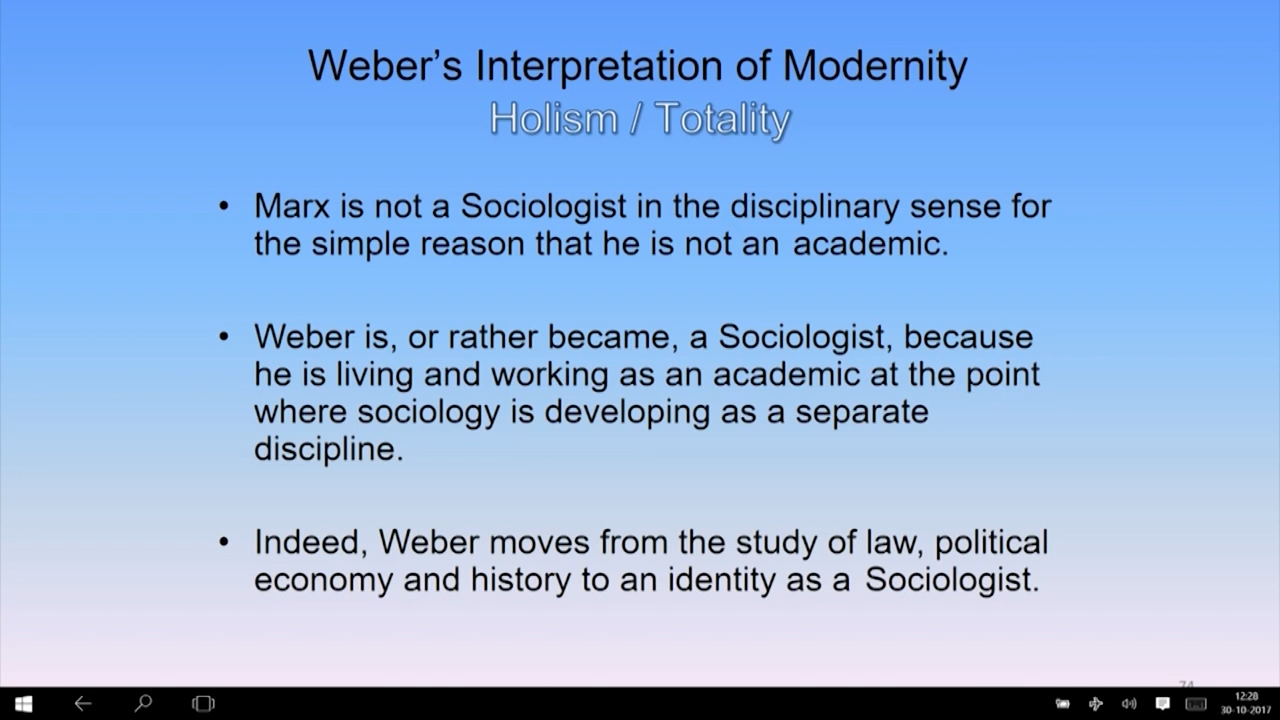 Weber's Interpretation of Modernity
Holism / Totality
• Marx is not a Sociologist in the disciplinary sense for
the simple reason that he is not an academic.
• Weber is, or rather became, a Sociologist, because
he is living and working as an academic at the point
where sociology is developing as a separate
discipline.
• Indeed, Weber moves from the study of law, political
economy and history to an identity as a Sociologist.
74
12:28
30-10-2017